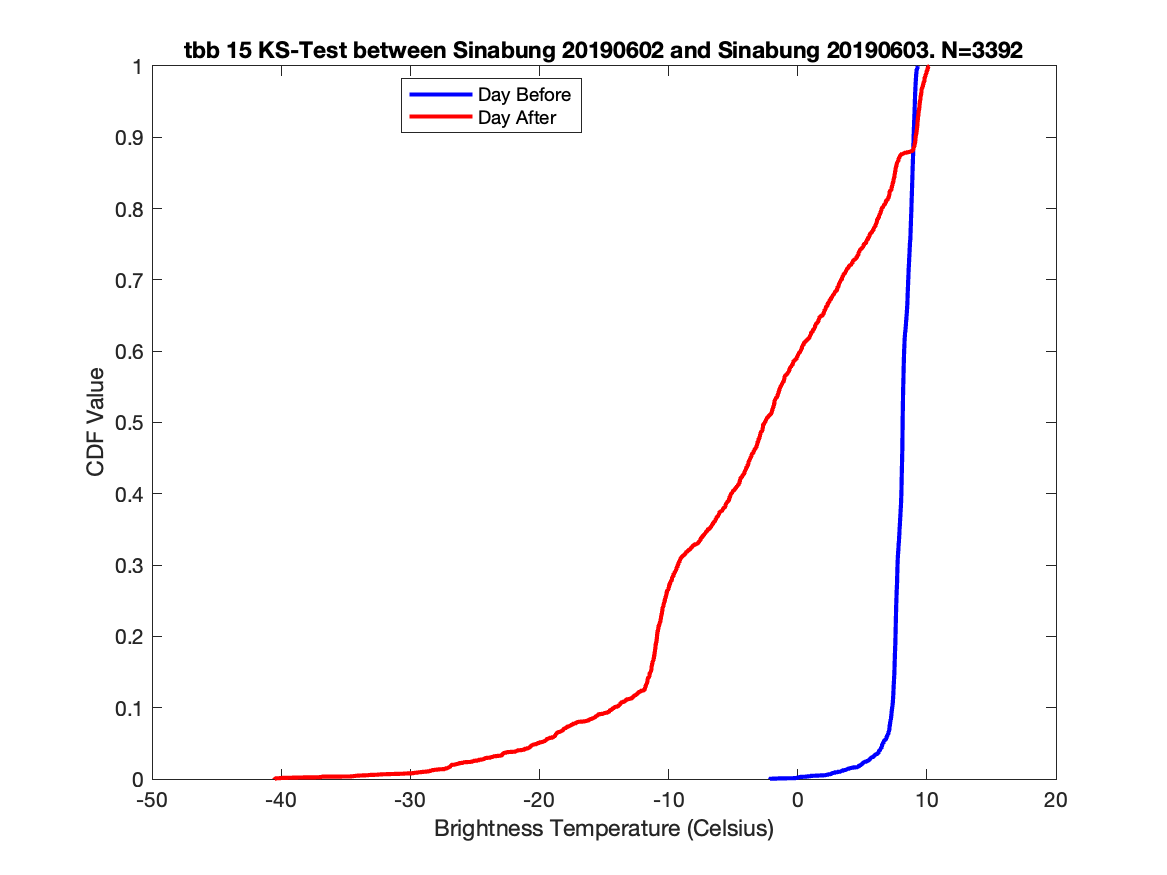 tbb 15 KS-Test between Sinabung 20190602 and Sinabung 20190603. N=3392
Day Before
Day After
1
0.9
0.8
0.7
0.6
0.5
0.4
0.3
0.2
0.1
0
CDF Value
-50 -40 -30 -20 -10 0 10 20
Brightness Temperature (Celsius)